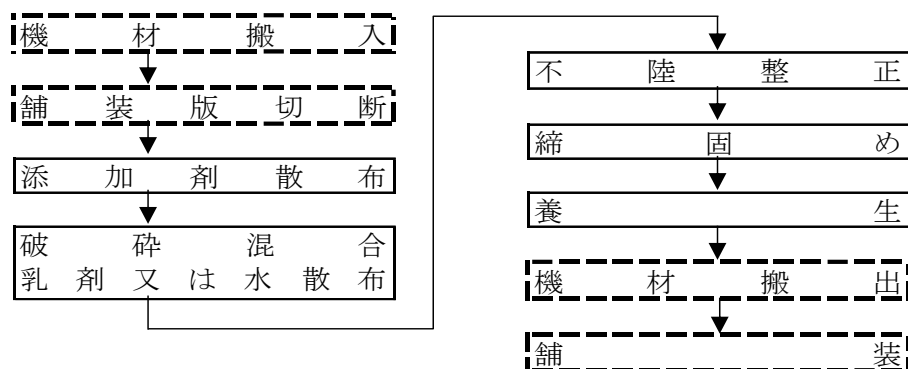 機材搬入
舗装版切断
添加剤散布
破砕混合
乳剤又は水散布
不陸整正
締固め
養生
機材搬出
舗装